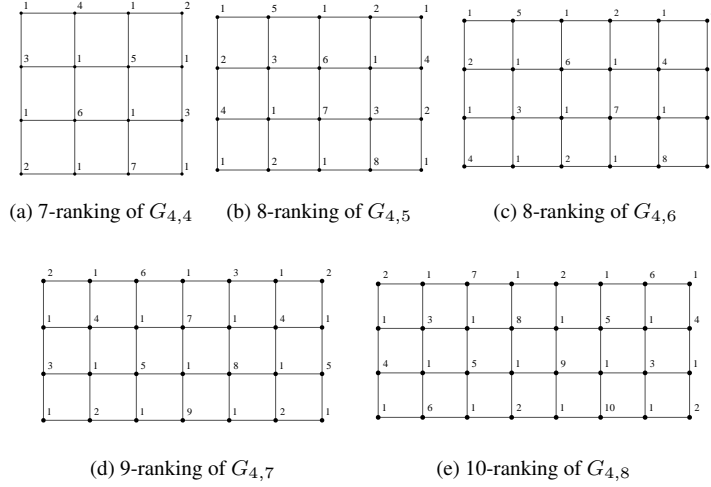 1 4 1 2
3 1 5 1
1 6 1 3
2 1 7 1
(a) 7-ranking of G4,4
1 5 1 2 1
2 3 6 1 4
4 1 7 3 2
1 2 1 8 1
(b) 8-ranking of G4,5
1 5 1 2 1
2 1 6 1 4
1 3 1 7 1
4 1 2 1 8
(c) 8-ranking of G4,6
2 1 6 1 3 1 2
1 4 1 7 1 4 1
3 1 5 1 8 1 5
1 2 1 9 1 2 1
(d) 9-ranking of G4,7
2 1 7 1 2 1 6 1
1 3 1 8 1 5 1 4
4 1 5 1 9 1 3 1
1 6 1 2 1 10 1 2
(e) 10-ranking of G4,8